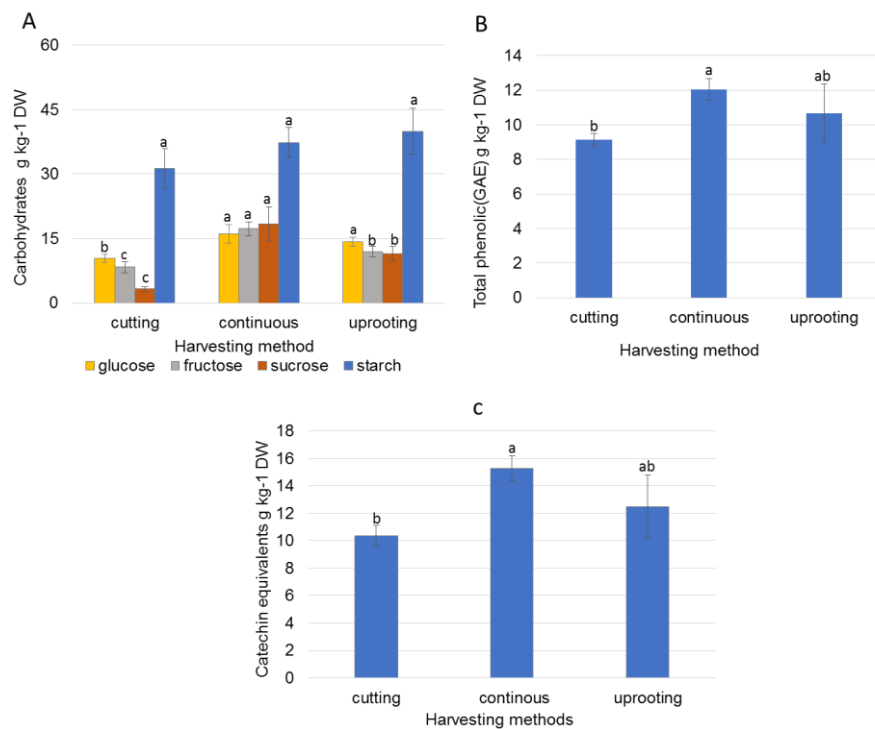 A
Carbohydrates g kg-1 DW
60
45
30
15
0
b
c
c
a
a
a
a
a
a
b
b
a
cutting
continuous
uprooting
Harvesting method
glucose
fructose
sucrose
starch
B
Total phenolic(GAE) g kg-1 DW
14
12
10
8
6
4
2
0
b
a
ab
cutting
continuous
uprooting
Harvesting method
c
Catechin equivalents g kg-1 DW
18
16
14
12
10
8
6
4
2
0
b
a
ab
cutting
continous
uprooting
Harvesting methods